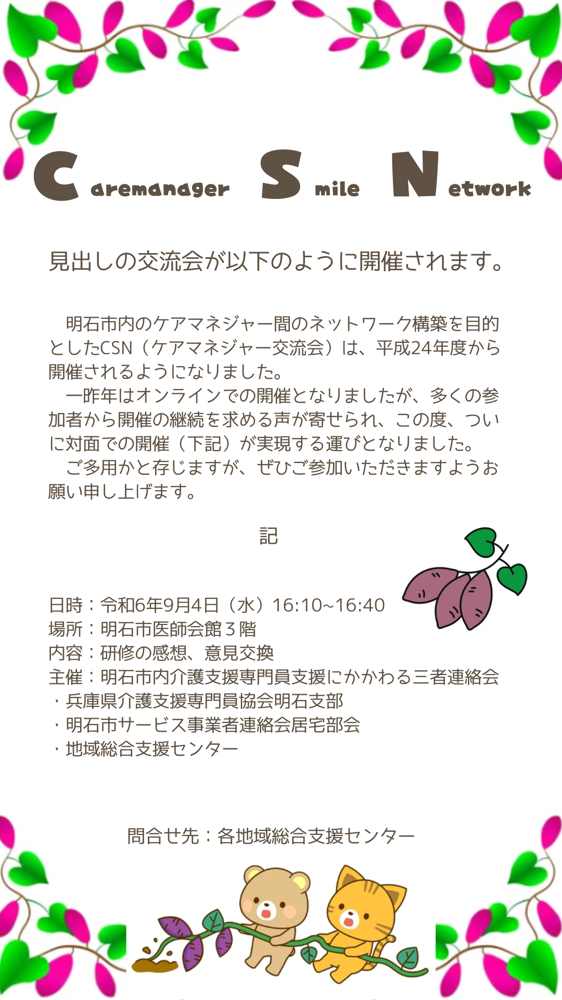 Caremanager Smile Network
見出しの交流会が以下のように開催されます。
　明石市内のケアマネジャー間のネットワーク構築を目的
としたCSN（ケアマネジャー交流会）は、平成24年度から
開催されるようになりました。
　一昨年はオンラインでの開催となりましたが、多くの参
加者から開催の継続を求める声が寄せられ、この度、つい
に対面での開催（下記）が実現する運びとなりました。
　ご多用かと存じますが、ぜひご参加いただきますようお
願い申し上げます。
記
日時：令和6年9月4日（水）16:10~16:40
場所：明石市医師会館３階
内容：研修の感想、意見交換
主催：明石市内介護支援専門員支援にかかわる三者連絡会
・兵庫県介護支援専門員協会明石支部
・明石市サービス事業者連絡会居宅部会
・地域総合支援センター
問合せ先：各地域総合支援センター